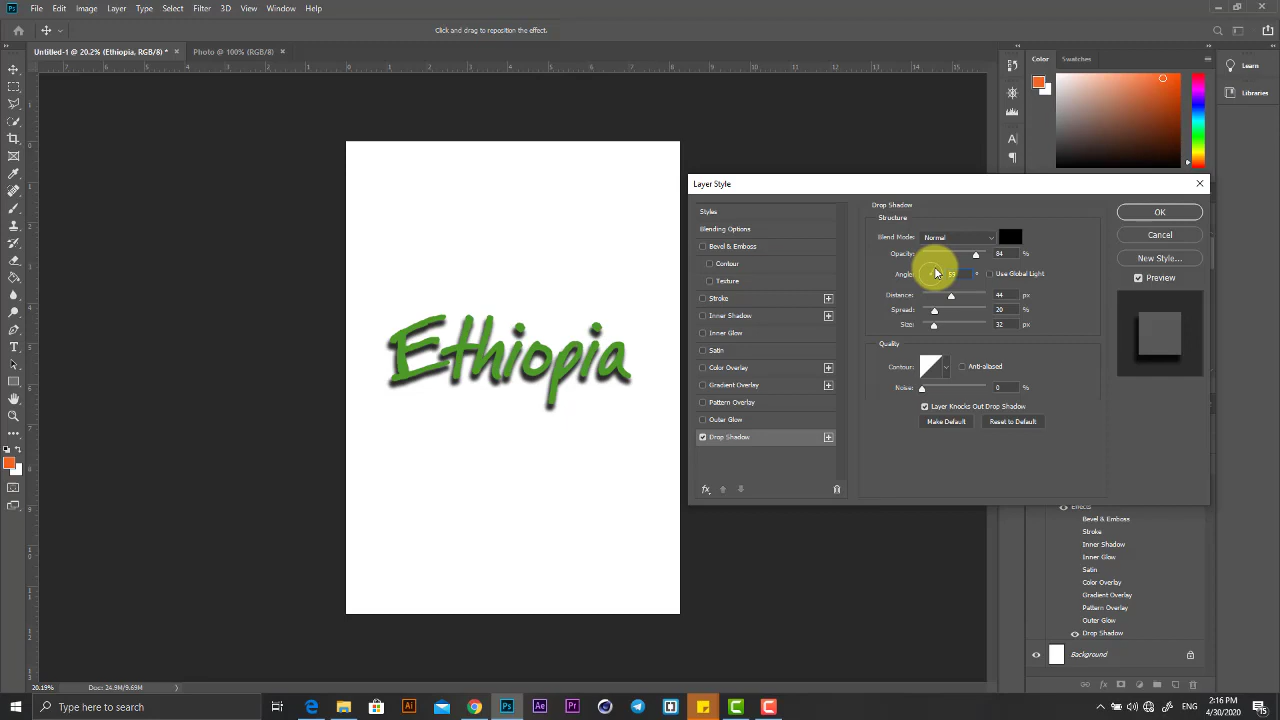 File Edit Image Layer Type Select Filter 3D View Window Help
Click and drag to reposition the effect.
Untitled-1 @ 20.2% (Ethiopia, RGB/8) * × Photo @ 100% (RGB/8) ×
Color Swatches
Learn
Libraries
Ethiopia
Layer Style
Styles
Blending Options
Bevel & Emboss
Contour
Texture
Stroke
Inner Shadow
Inner Glow
Satin
Color Overlay
Gradient Overlay
Pattern Overlay
Outer Glow
Drop Shadow
Drop Shadow
Structure
Blend Mode: Normal
Opacity: 84 %
Angle: 59 ° Use Global Light
Distance: 44 px
Spread: 20 %
Size: 32 px
Quality
Contour: Anti-aliased
Noise: 0 %
Layer Knocks Out Drop Shadow
Make Default Reset to Default
OK
Cancel
New Style...
Preview
Effects
Bevel & Emboss
Stroke
Inner Shadow
Inner Glow
Satin
Color Overlay
Gradient Overlay
Pattern Overlay
Outer Glow
Drop Shadow
Background
20.19% Doc: 24.9M/9.69M
Type here to search
ENG
2:16 PM
4/30/2020